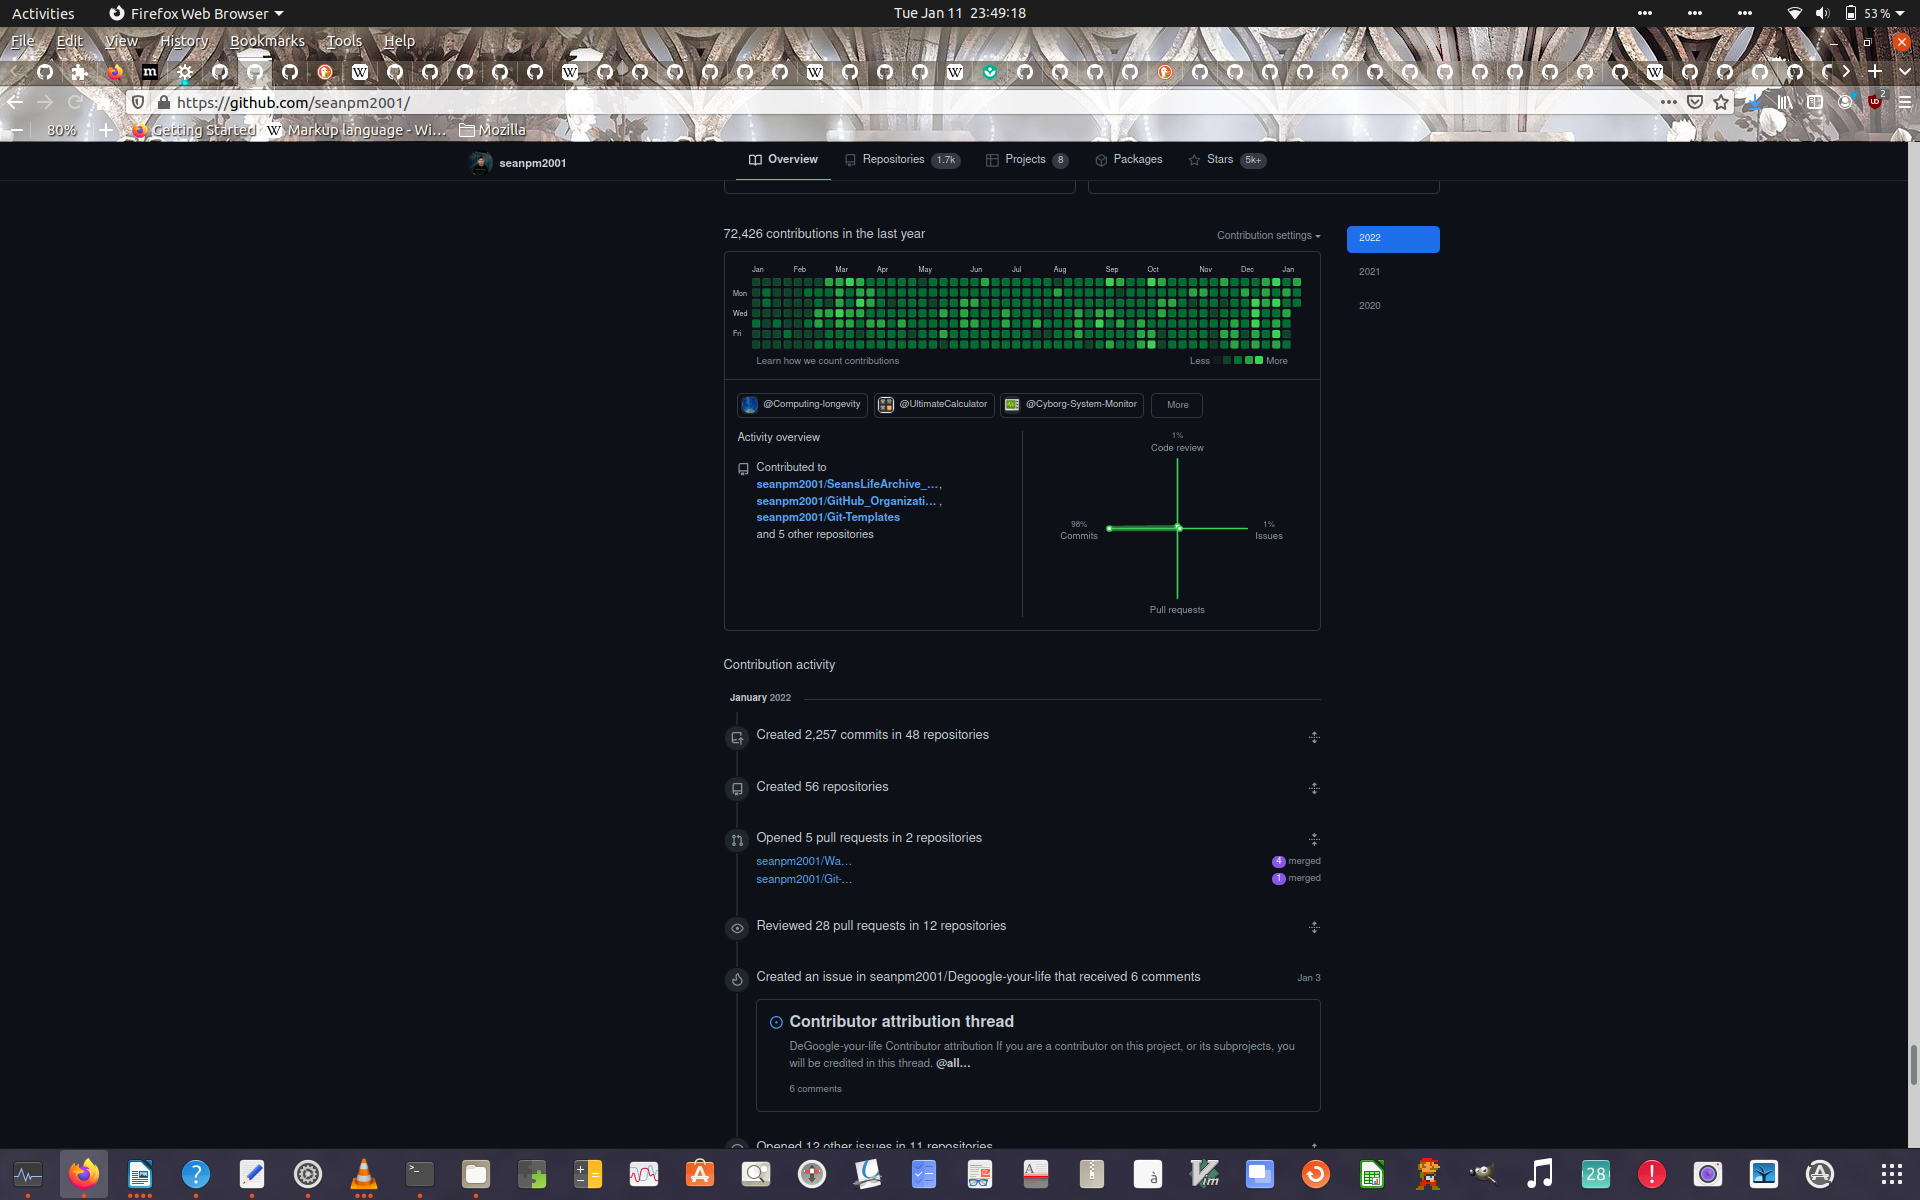 Activities
Firefox Web Browser
Tue Jan 11 23:49:18
53 %
File Edit View History Bookmarks Tools Help
https://github.com/seanpm2001/
2
80%
Getting Started
Markup language - Wi…
Mozilla
seanpm2001
Overview
Repositories 1.7k
Projects 8
Packages
Stars 5k+
72,426 contributions in the last year
Contribution settings
2022
2021
2020
Jan Feb Mar Apr May Jun Jul Aug Sep Oct Nov Dec Jan
Mon
Wed
Fri
Learn how we count contributions
Less More
@Computing-longevity
@UltimateCalculator
@Cyborg-System-Monitor
More
Activity overview
Contributed to
seanpm2001/SeansLifeArchive_…,
seanpm2001/GitHub_Organizati… ,
seanpm2001/Git-Templates
and 5 other repositories
1%
Code review
98%
Commits
1%
Issues
Pull requests
Contribution activity
January 2022
Created 2,257 commits in 48 repositories
Created 56 repositories
Opened 5 pull requests in 2 repositories
seanpm2001/Wa…
4 merged
seanpm2001/Git-…
1 merged
Reviewed 28 pull requests in 12 repositories
Created an issue in seanpm2001/Degoogle-your-life that received 6 comments
Jan 3
Contributor attribution thread
DeGoogle-your-life Contributor attribution If you are a contributor on this project, or its subprojects, you
will be credited in this thread. @all…
6 comments
Opened 12 other issues in 11 repositories
28